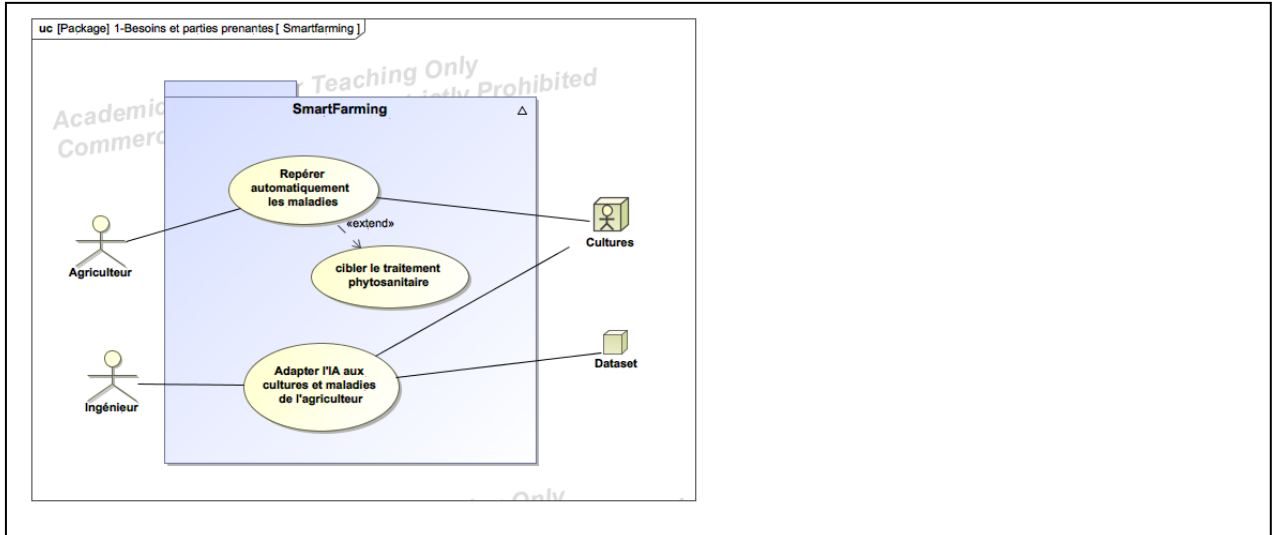 uc [Package] 1-Besoins et parties prenantes [ Smartfarming ]
Teaching Only
Academic
Prohibited
Commerc
SmartFarming
Repérer
automatiquement
les maladies
«extend»
Cultures
Agriculteur
cibler le traitement
phytosanitaire
Dataset
Adapter l'IA aux
cultures et maladies
de l'agriculteur
Ingénieur
Only